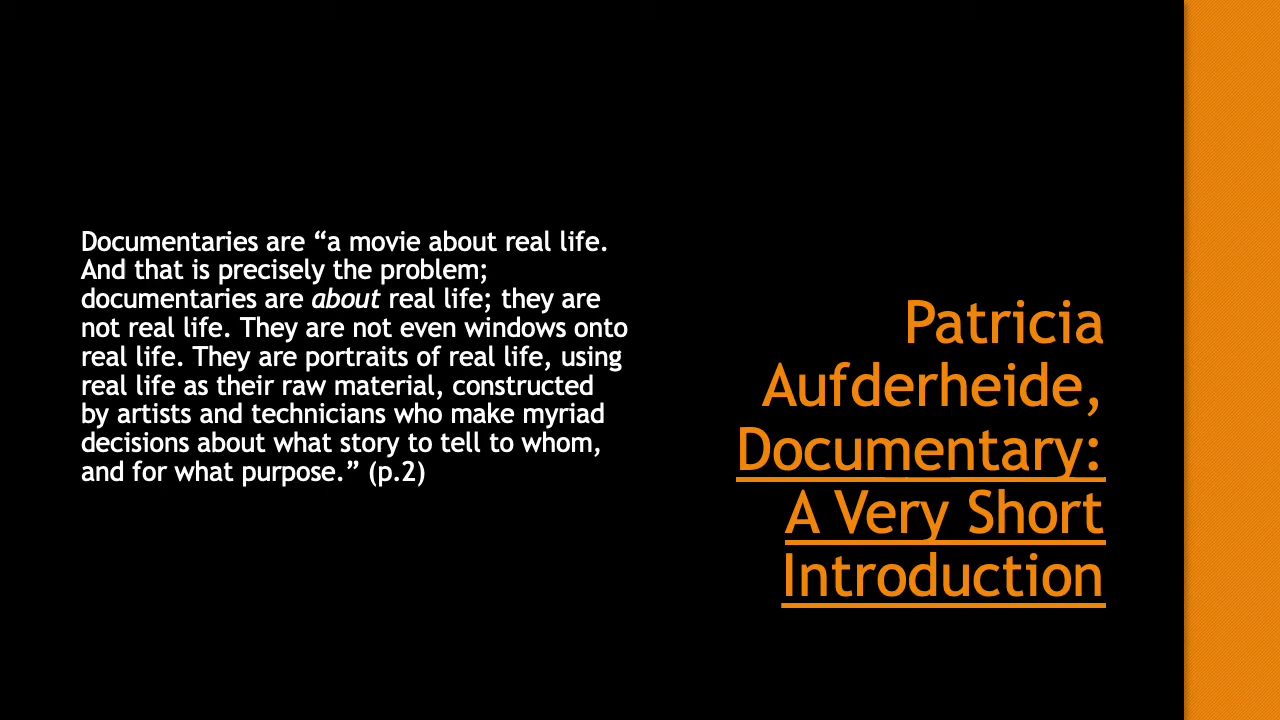 Documentaries are “a movie about real life.
And that is precisely the problem;
documentaries are about real life; they are
not real life. They are not even windows onto
real life. They are portraits of real life, using
real life as their raw material, constructed
by artists and technicians who make myriad
decisions about what story to tell to whom,
and for what purpose.” (p.2)
Patricia
Aufderheide,
Documentary:
A Very Short
Introduction